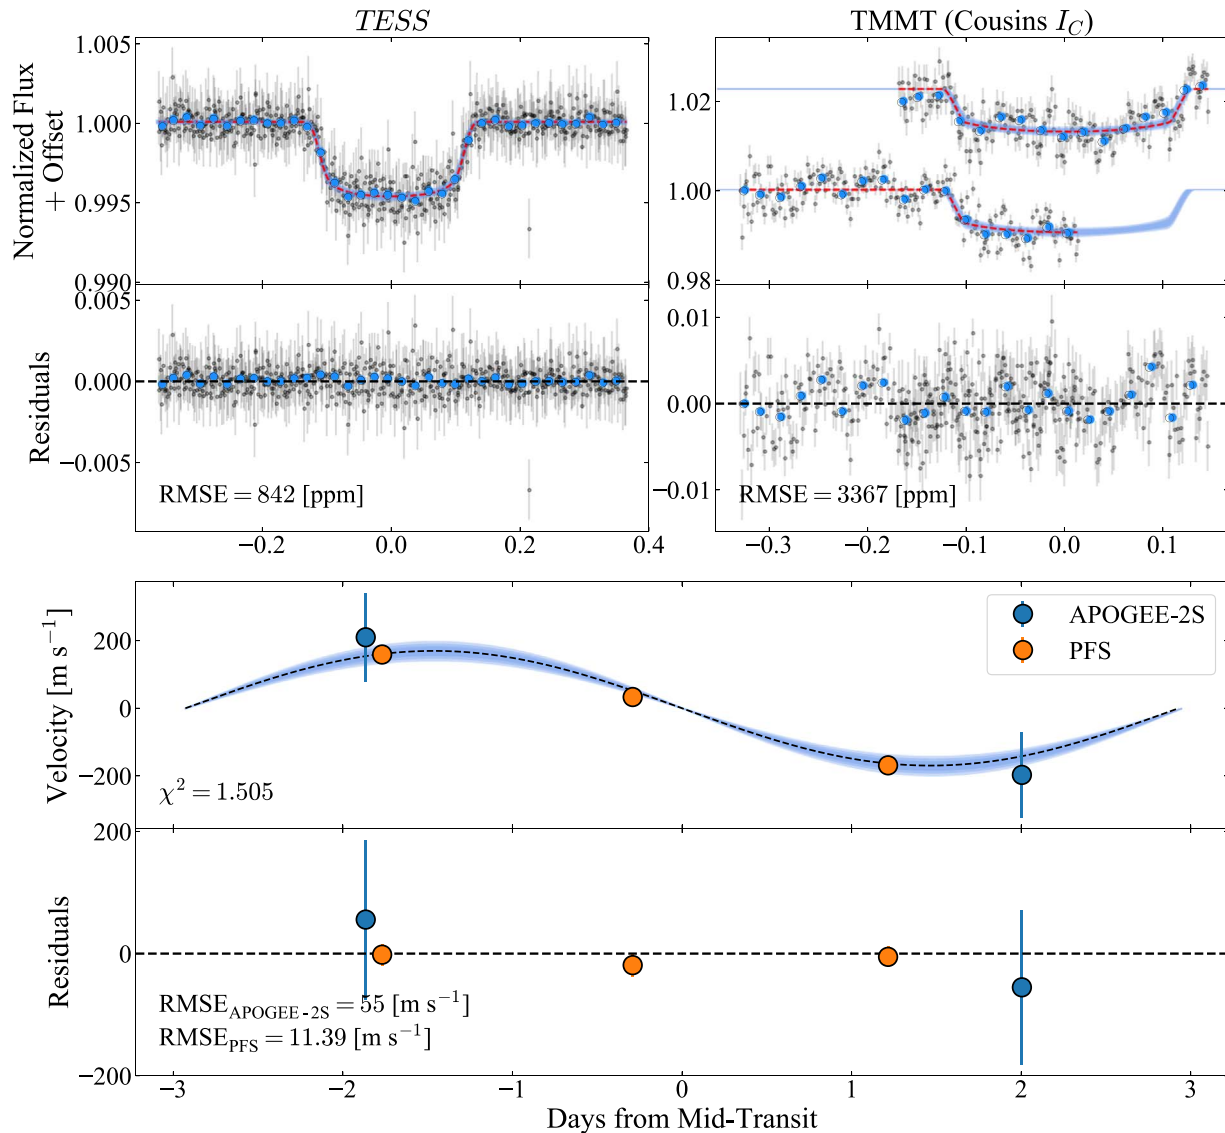 TESS
TMMT (Cousins I_C)
Normalized Flux
+ Offset
1.005
1.000
0.995
0.990
1.02
1.00
0.98
Residuals
0.005
0.000
−0.005
RMSE = 842 [ppm]
0.01
0.00
−0.01
RMSE = 3367 [ppm]
−0.2 0.0 0.2 0.4
−0.3 −0.2 −0.1 0.0 0.1
Velocity [m s⁻¹]
200
0
−200
APOGEE-2S
PFS
χ² = 1.505
Residuals
200
0
−200
RMSE_APOGEE-2S = 55 [m s⁻¹]
RMSE_PFS = 11.39 [m s⁻¹]
−3 −2 −1 0 1 2 3
Days from Mid-Transit